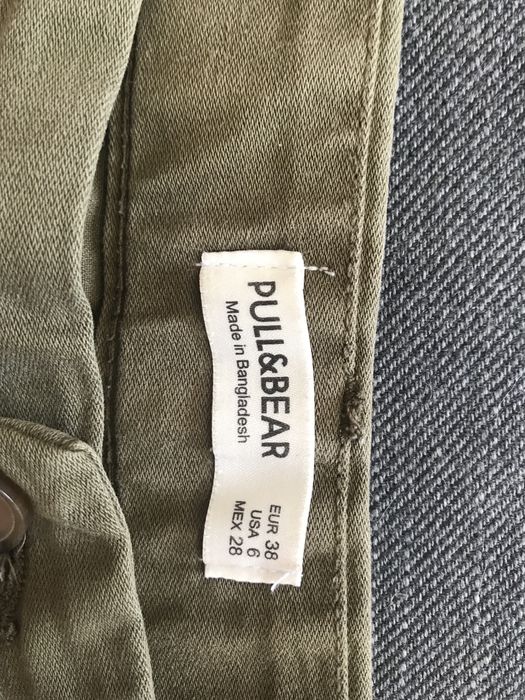 PULL&BEAR
Made in Bangladesh
EUR 38
USA 6
MEX 28